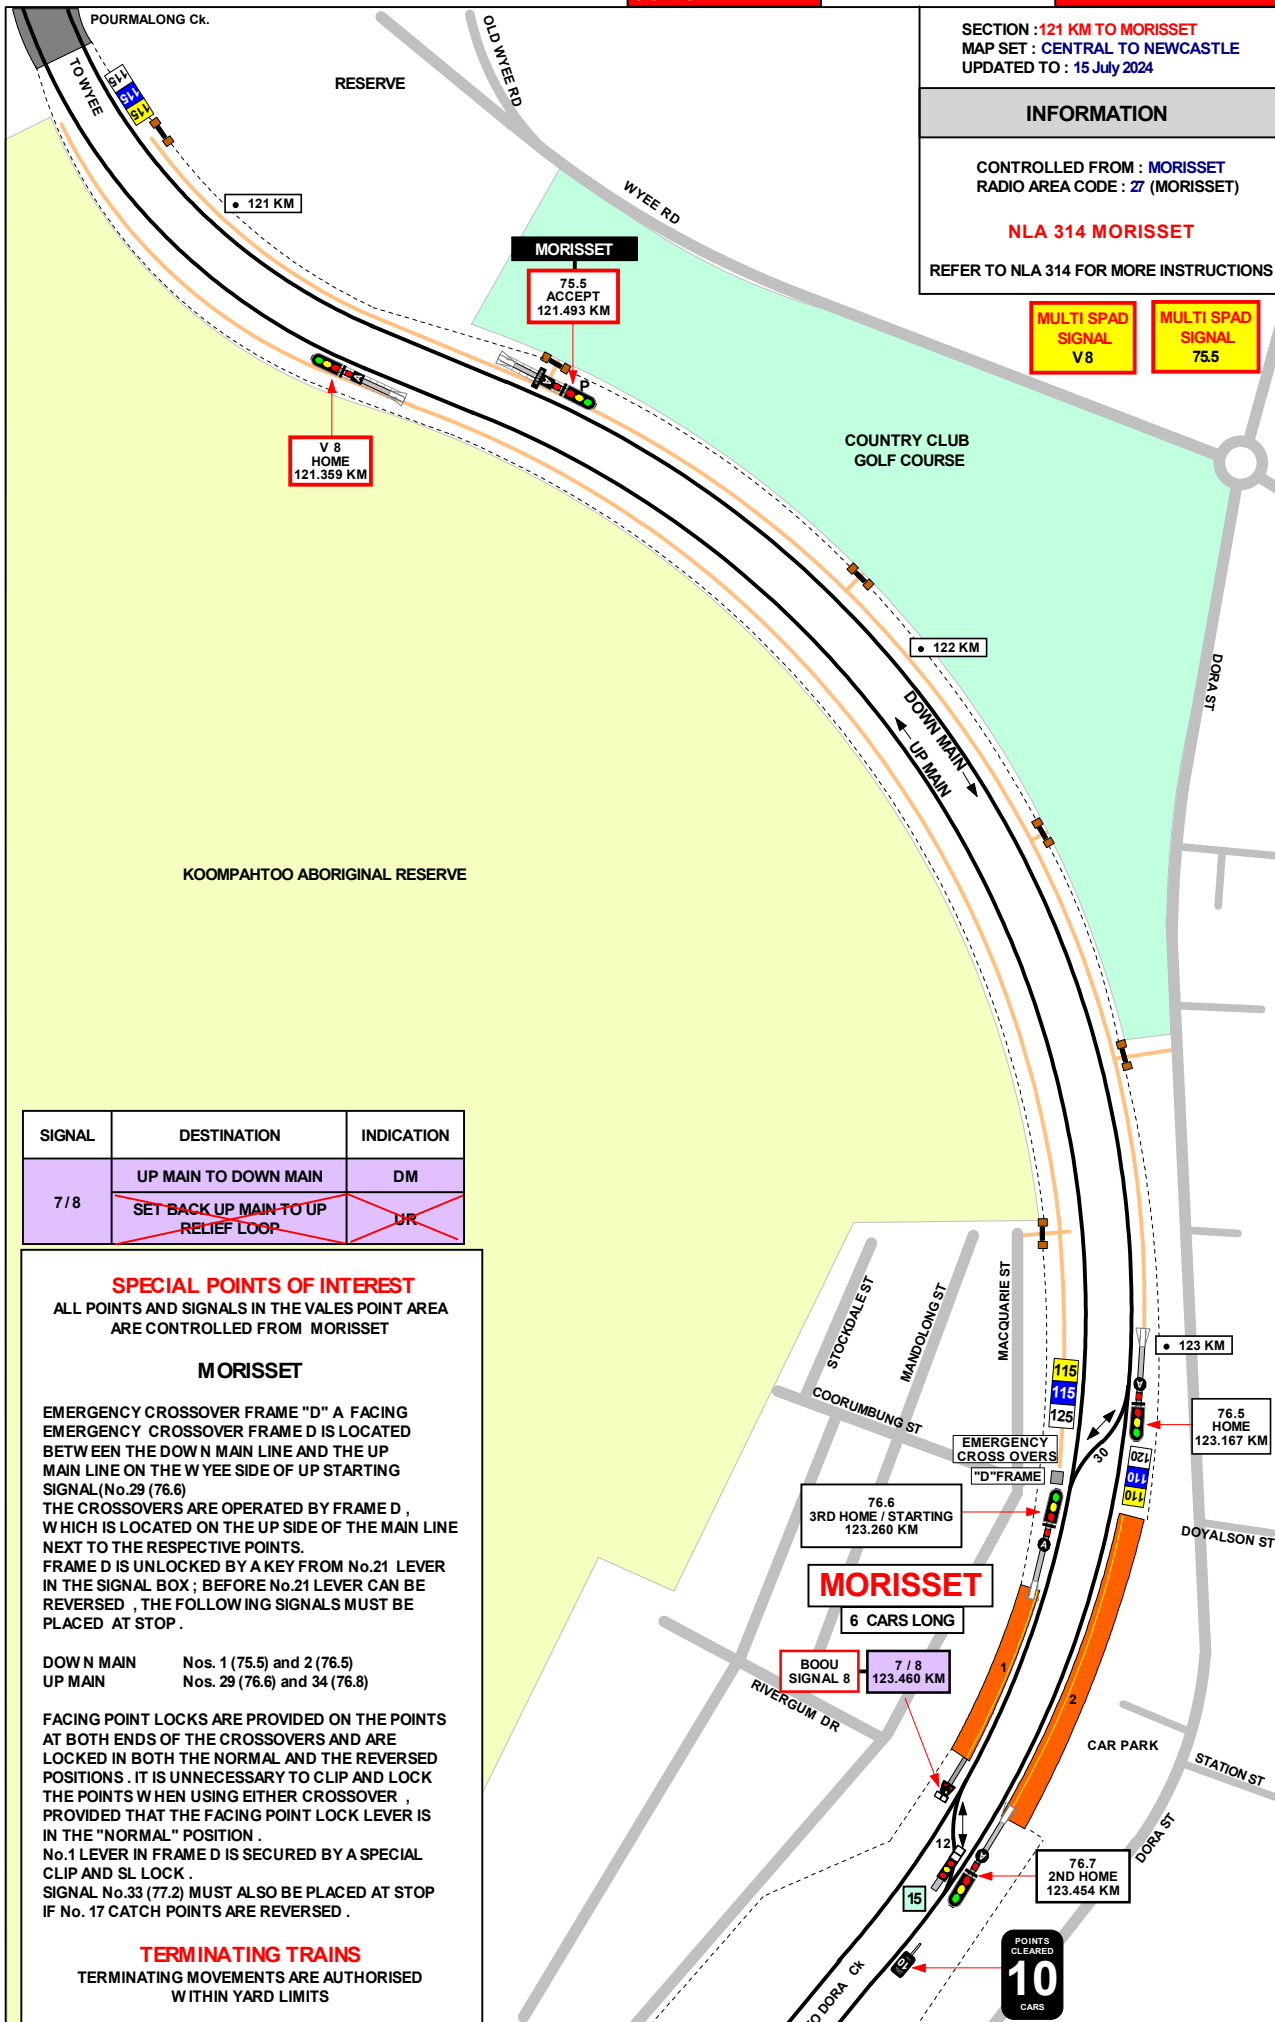 POURMALONG Ck.
TO WYEE
115
115
115
RESERVE
OLD WYEE RD
WYEE RD
SECTION : 121 KM TO MORISSET
MAP SET : CENTRAL TO NEWCASTLE
UPDATED TO : 15 July 2024
INFORMATION
CONTROLLED FROM : MORISSET
RADIO AREA CODE : 27 (MORISSET)
NLA 314 MORISSET
REFER TO NLA 314 FOR MORE INSTRUCTIONS
MULTI SPAD
SIGNAL
V8
MULTI SPAD
SIGNAL
75.5
• 121 KM
MORISSET
75.5
ACCEPT
121.493 KM
A
P
A
V 8
HOME
121.359 KM
COUNTRY CLUB
GOLF COURSE
• 122 KM
DOWN MAIN
UP MAIN
DORA ST
KOOMPAHTOO ABORIGINAL RESERVE
SIGNAL DESTINATION INDICATION
7 / 8 UP MAIN TO DOWN MAIN DM
SET BACK UP MAIN TO UP
RELIEF LOOP
UR
SPECIAL POINTS OF INTEREST
ALL POINTS AND SIGNALS IN THE VALES POINT AREA
ARE CONTROLLED FROM MORISSET
MORISSET
EMERGENCY CROSSOVER FRAME "D" A FACING
EMERGENCY CROSSOVER FRAME D IS LOCATED
BETWEEN THE DOWN MAIN LINE AND THE UP
MAIN LINE ON THE WYEE SIDE OF UP STARTING
SIGNAL(No.29 (76.6)
THE CROSSOVERS ARE OPERATED BY FRAME D ,
WHICH IS LOCATED ON THE UP SIDE OF THE MAIN LINE
NEXT TO THE RESPECTIVE POINTS.
FRAME D IS UNLOCKED BY A KEY FROM No.21 LEVER
IN THE SIGNAL BOX ; BEFORE No.21 LEVER CAN BE
REVERSED , THE FOLLOWING SIGNALS MUST BE
PLACED AT STOP .
DOWN MAIN Nos. 1 (75.5) and 2 (76.5)
UP MAIN Nos. 29 (76.6) and 34 (76.8)
FACING POINT LOCKS ARE PROVIDED ON THE POINTS
AT BOTH ENDS OF THE CROSSOVERS AND ARE
LOCKED IN BOTH THE NORMAL AND THE REVERSED
POSITIONS . IT IS UNNECESSARY TO CLIP AND LOCK
THE POINTS WHEN USING EITHER CROSSOVER ,
PROVIDED THAT THE FACING POINT LOCK LEVER IS
IN THE "NORMAL" POSITION .
No.1 LEVER IN FRAME D IS SECURED BY A SPECIAL
CLIP AND SL LOCK .
SIGNAL No.33 (77.2) MUST ALSO BE PLACED AT STOP
IF No. 17 CATCH POINTS ARE REVERSED .
TERMINATING TRAINS
TERMINATING MOVEMENTS ARE AUTHORISED
WITHIN YARD LIMITS
STOCKDALE ST
MANDOLONG ST
MACQUARIE ST
COORUMBUNG ST
115
115
125
• 123 KM
A
76.5
HOME
123.167 KM
30
120
110
110
EMERGENCY
CROSS OVERS
"D"FRAME
76.6
3RD HOME / STARTING
123.260 KM
A
DOYALSON ST
MORISSET
6 CARS LONG
BOOU
SIGNAL 8
7 / 8
123.460 KM
1
2
RIVERGUM DR
CAR PARK
STATION ST
DORA ST
12
A
15
76.7
2ND HOME
123.454 KM
10
POINTS
CLEARED
10
CARS
TO DORA Ck